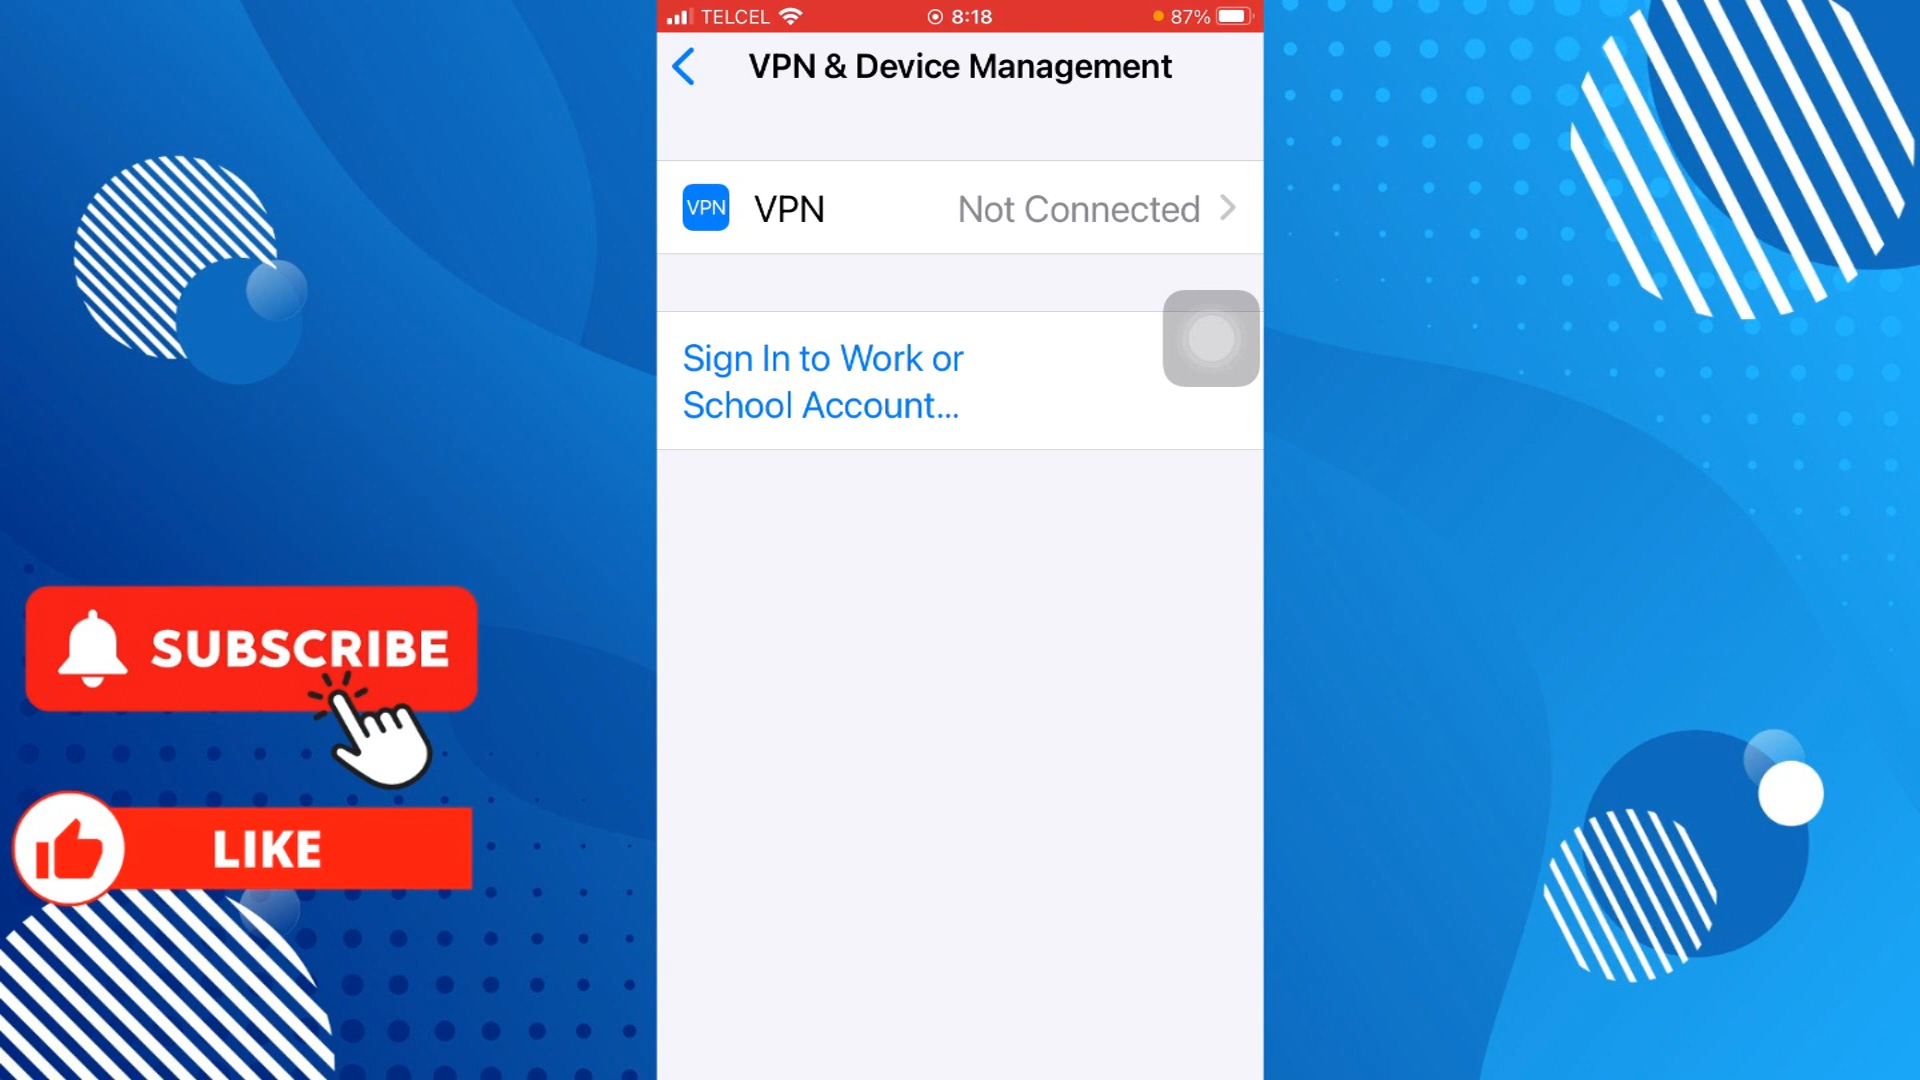 TELCEL 8:18 87%
VPN & Device Management
VPN VPN Not Connected
Sign In to Work or
School Account...
SUBSCRIBE
LIKE